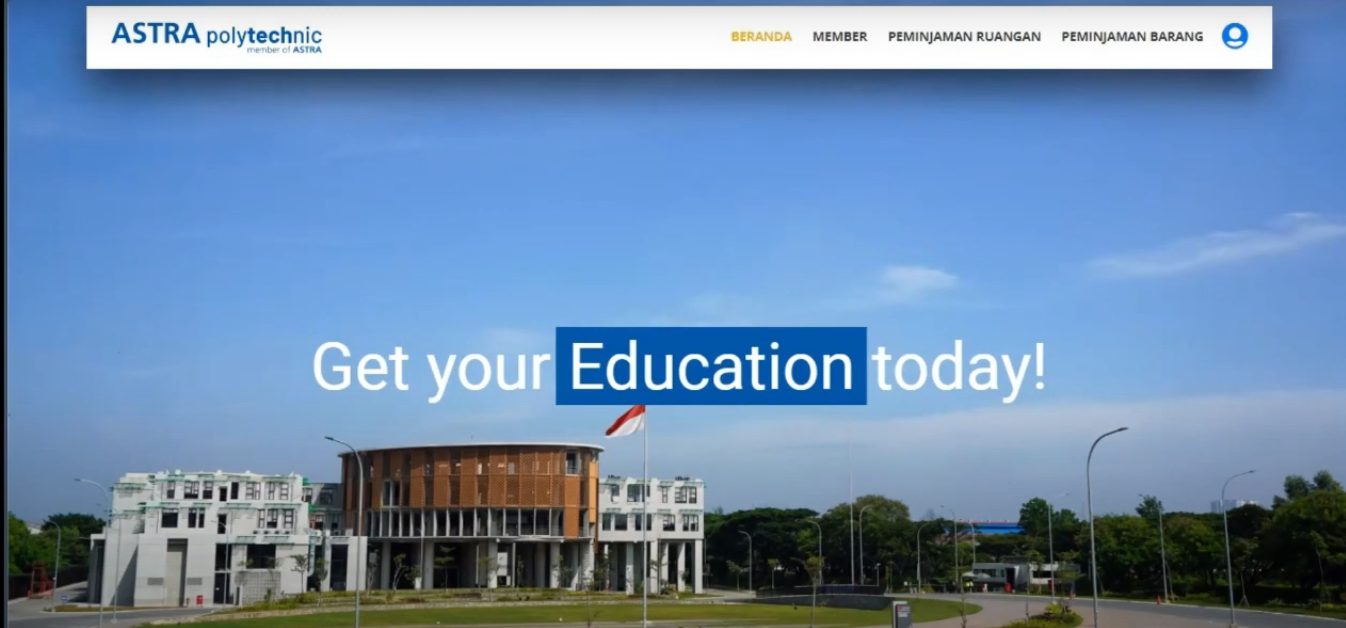 ASTRA polytechnic
member of ASTRA
BERANDA MEMBER PEMINJAMAN RUANGAN PEMINJAMAN BARANG
Get your Education today!